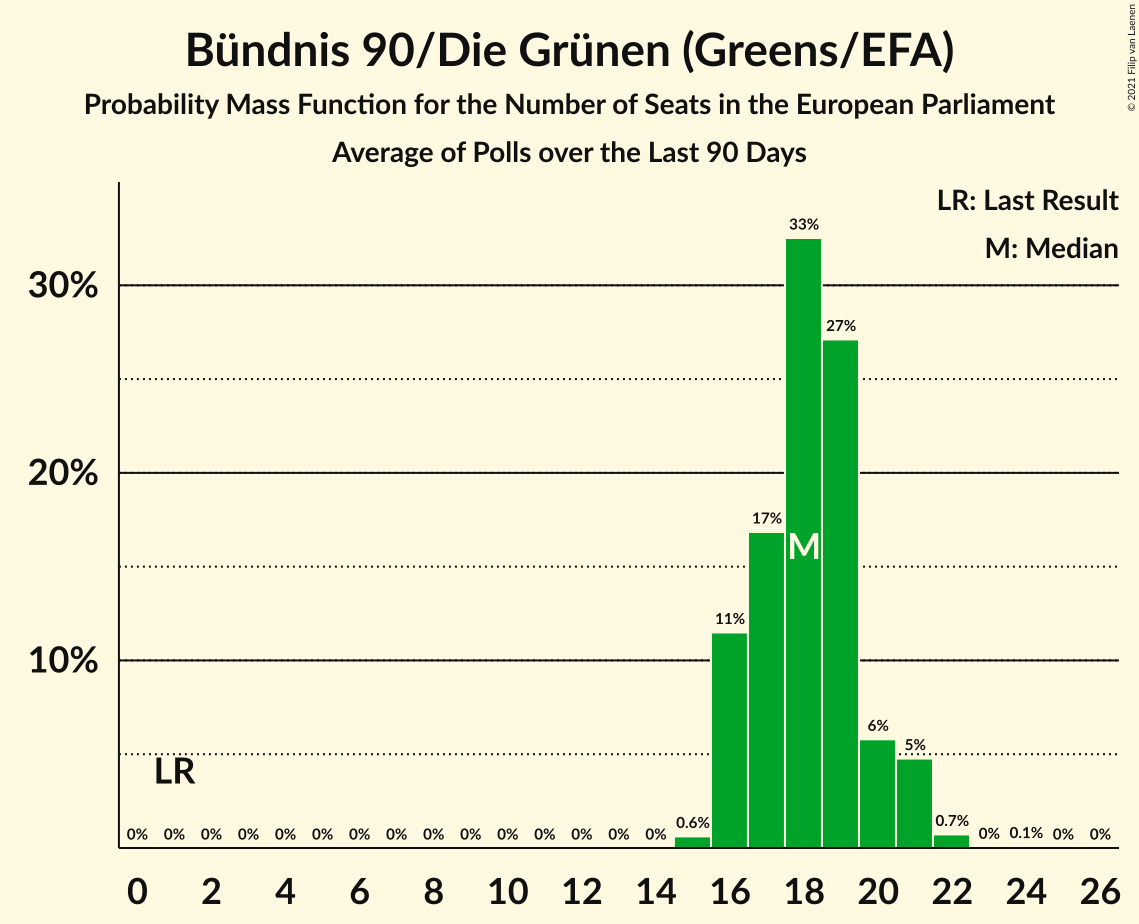 Bündnis 90/Die Grünen (Greens/EFA)
Probability Mass Function for the Number of Seats in the European Parliament
Average of Polls over the Last 90 Days
© 2021 Filip van Laenen
LR: Last Result
M: Median
33%
30%
27%
20%
17%
M
11%
10%
6%
5%
LR
0% 0% 0% 0% 0% 0% 0% 0% 0% 0% 0% 0% 0% 0% 0% 0.6% 0.7% 0% 0.1% 0% 0%
0 2 4 6 8 10 12 14 16 18 20 22 24 26